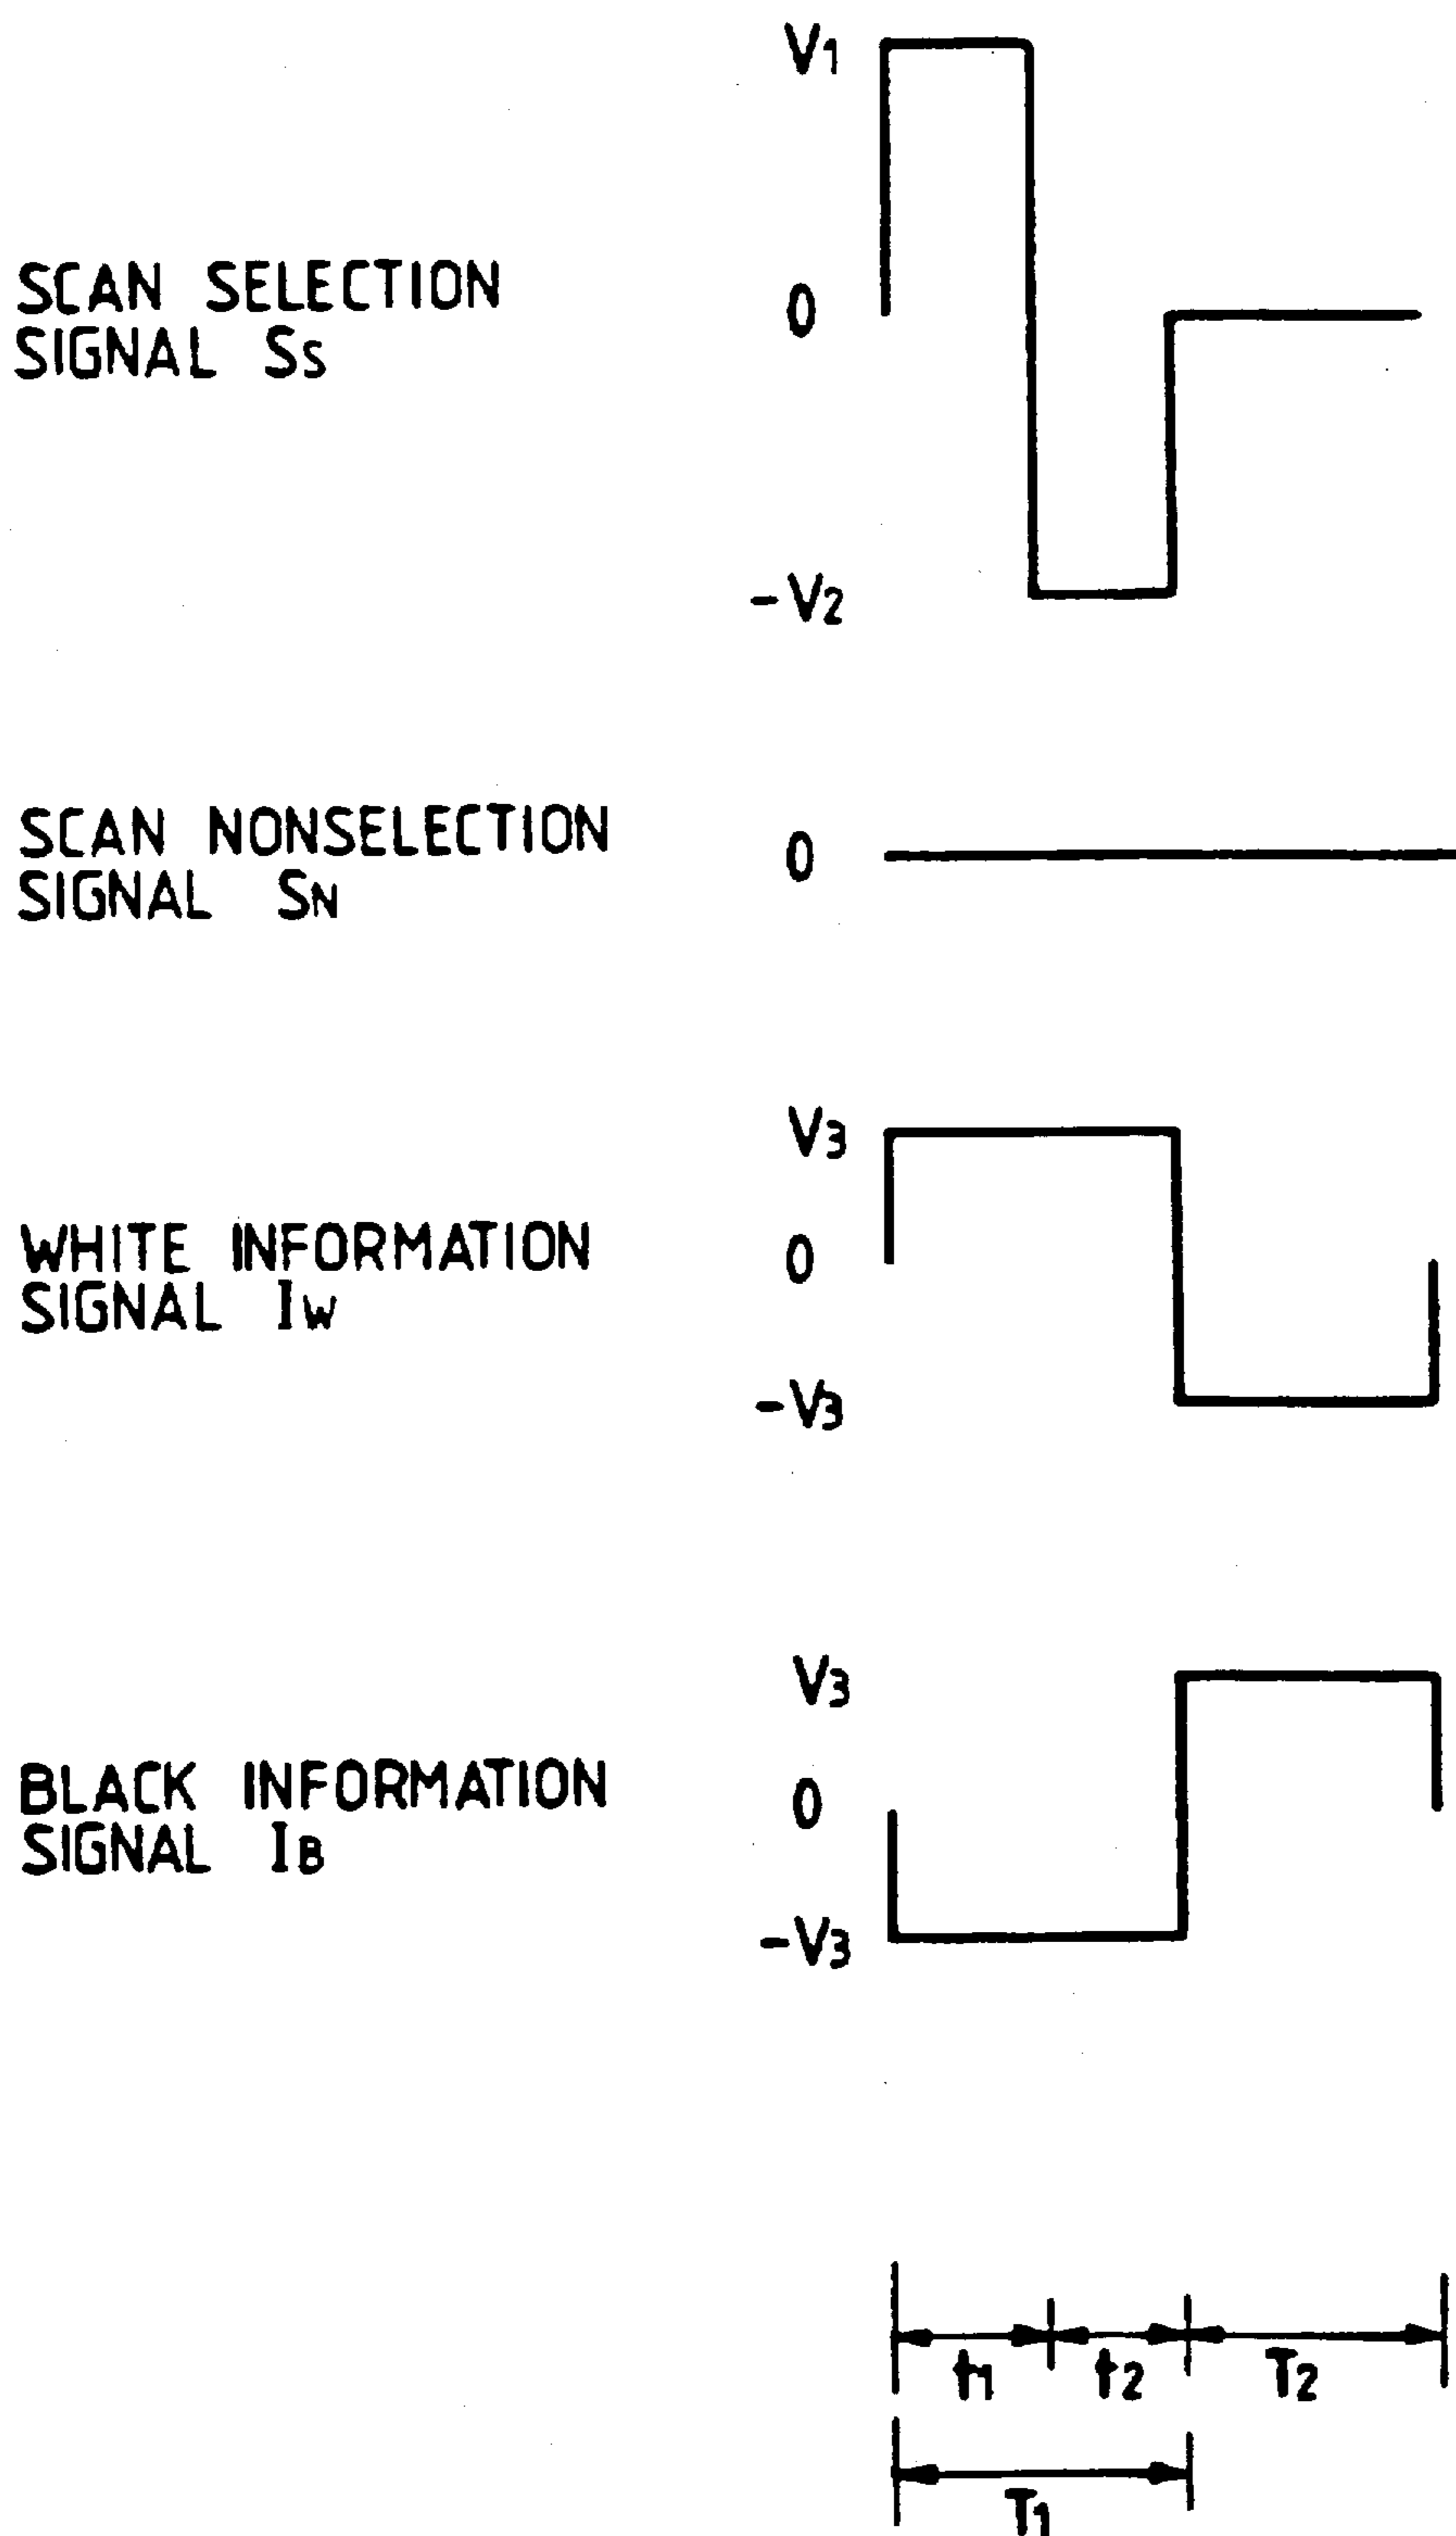 V1
SCAN SELECTION
SIGNAL SS
0
-V2
SCAN NONSELECTION
SIGNAL SN
0
V3
WHITE INFORMATION
SIGNAL IW
0
-V3
V3
BLACK INFORMATION
SIGNAL IB
0
-V3
t1 t2 T2
T1